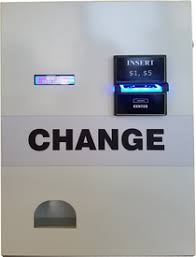 INSERT
$1, $5
CHANGE